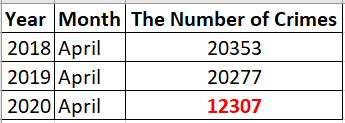 Year Month The Number of Crimes
2018 April 20353
2019 April 20277
2020 April 12307